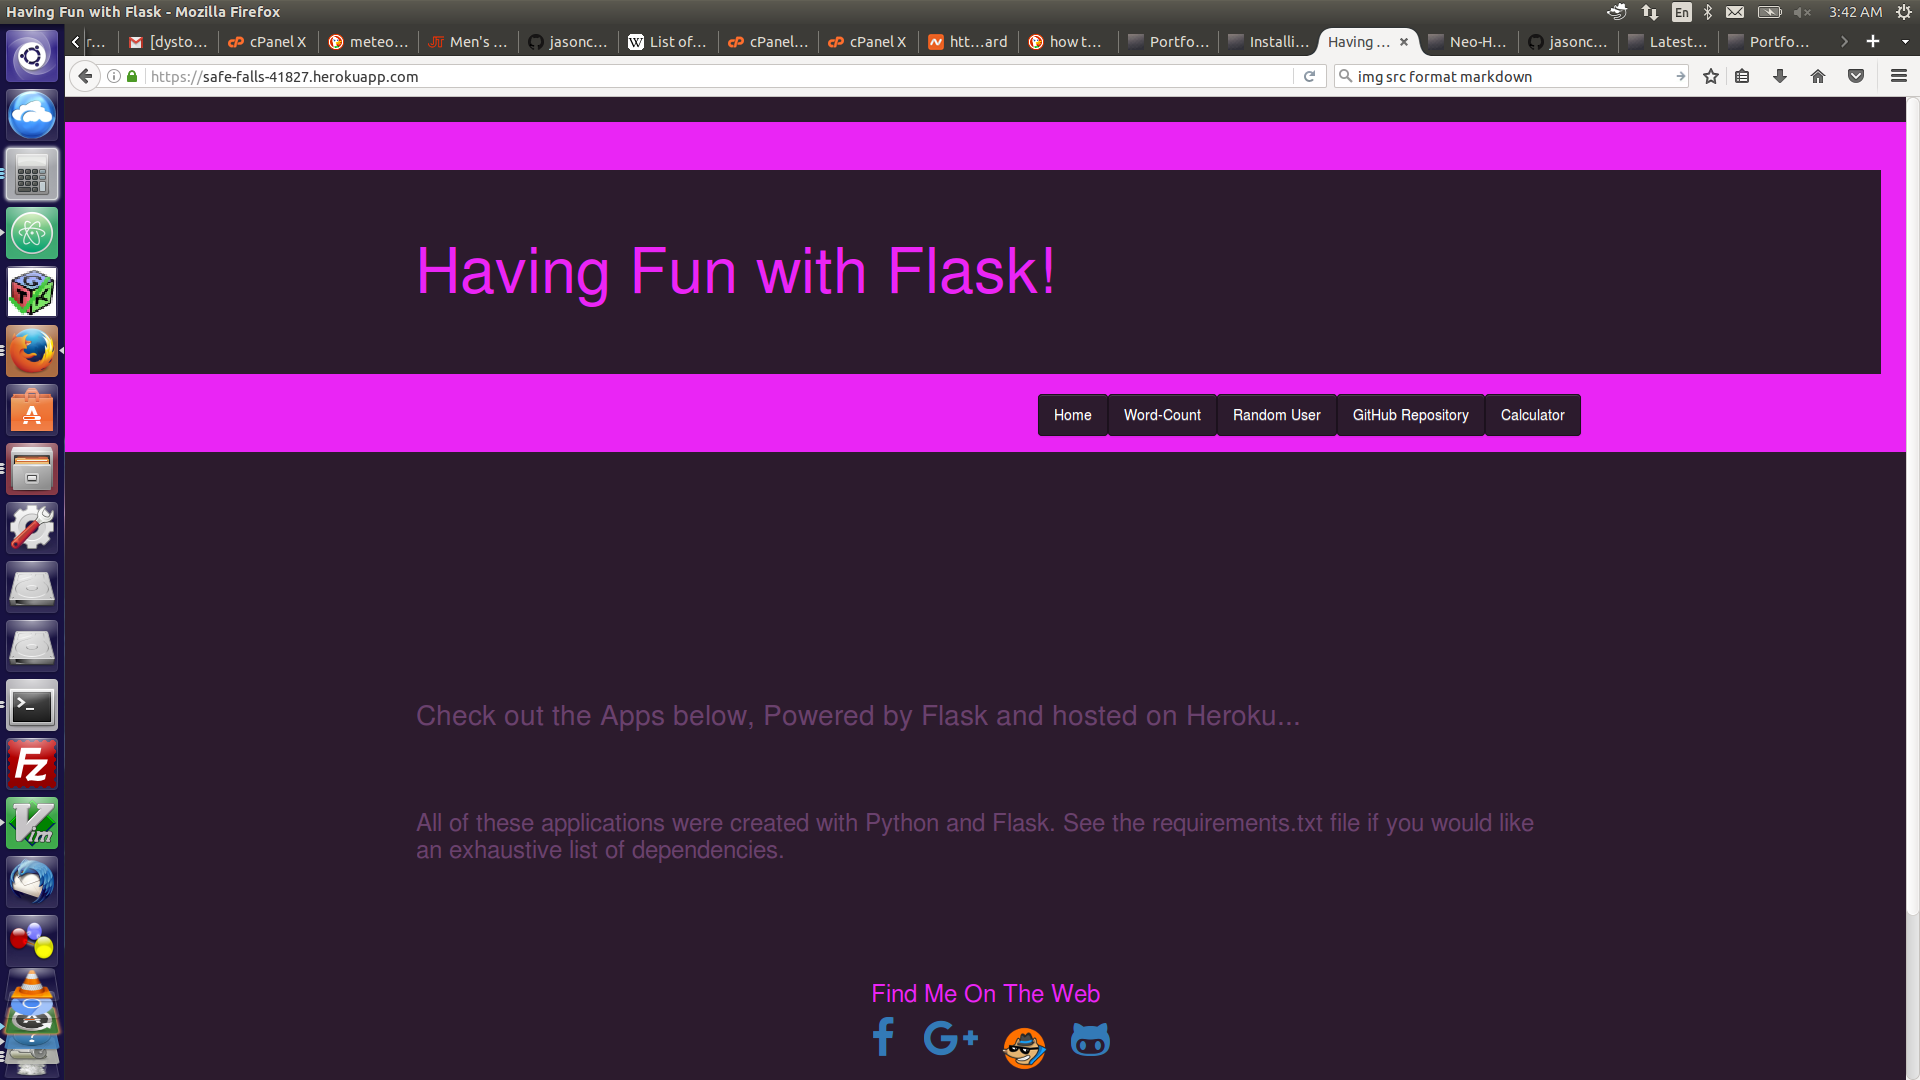 Having Fun with Flask - Mozilla Firefox
En
3:42 AM
r...
[dysto...
cPanel X
meteo...
Men's ...
jasonc...
List of...
cPanel...
cPanel X
htt...ard
how t...
Portfo...
Installi...
Having ...
Neo-H...
jasonc...
Latest...
Portfo...
https://safe-falls-41827.herokuapp.com
img src format markdown
Having Fun with Flask!
Home
Word-Count
Random User
GitHub Repository
Calculator
Check out the Apps below, Powered by Flask and hosted on Heroku...
All of these applications were created with Python and Flask. See the requirements.txt file if you would like
an exhaustive list of dependencies.
Find Me On The Web